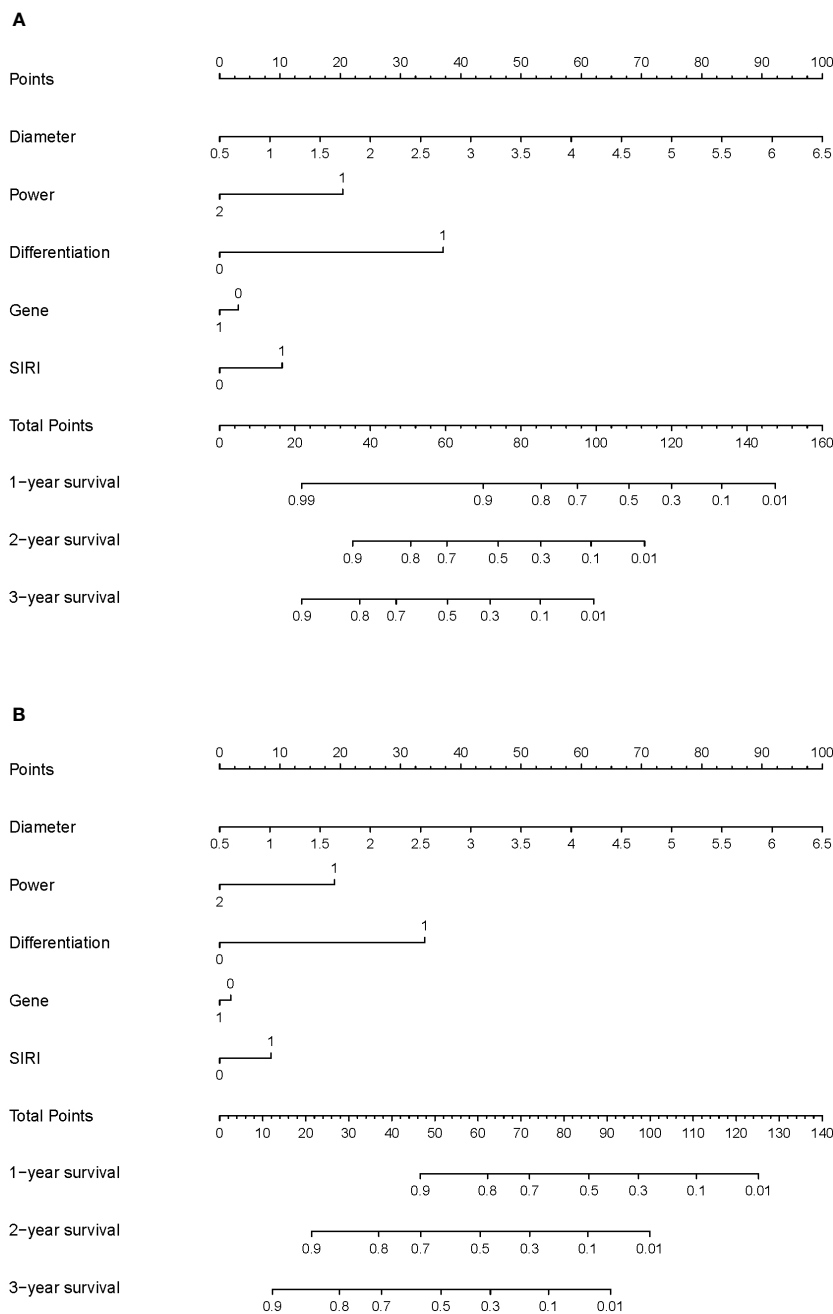 A
Points 0 10 20 30 40 50 60 70 80 90 100
Diameter 0.5 1 1.5 2 2.5 3 3.5 4 4.5 5 5.5 6 6.5
Power 2 1
Differentiation 0 1
Gene 1 0
SIRI 0 1
Total Points 0 20 40 60 80 100 120 140 160
1−year survival 0.99 0.9 0.8 0.7 0.5 0.3 0.1 0.01
2−year survival 0.9 0.8 0.7 0.5 0.3 0.1 0.01
3−year survival 0.9 0.8 0.7 0.5 0.3 0.1 0.01
B
Points 0 10 20 30 40 50 60 70 80 90 100
Diameter 0.5 1 1.5 2 2.5 3 3.5 4 4.5 5 5.5 6 6.5
Power 2 1
Differentiation 0 1
Gene 1 0
SIRI 0 1
Total Points 0 10 20 30 40 50 60 70 80 90 100 110 120 130 140
1−year survival 0.9 0.8 0.7 0.5 0.3 0.1 0.01
2−year survival 0.9 0.8 0.7 0.5 0.3 0.1 0.01
3−year survival 0.9 0.8 0.7 0.5 0.3 0.1 0.01